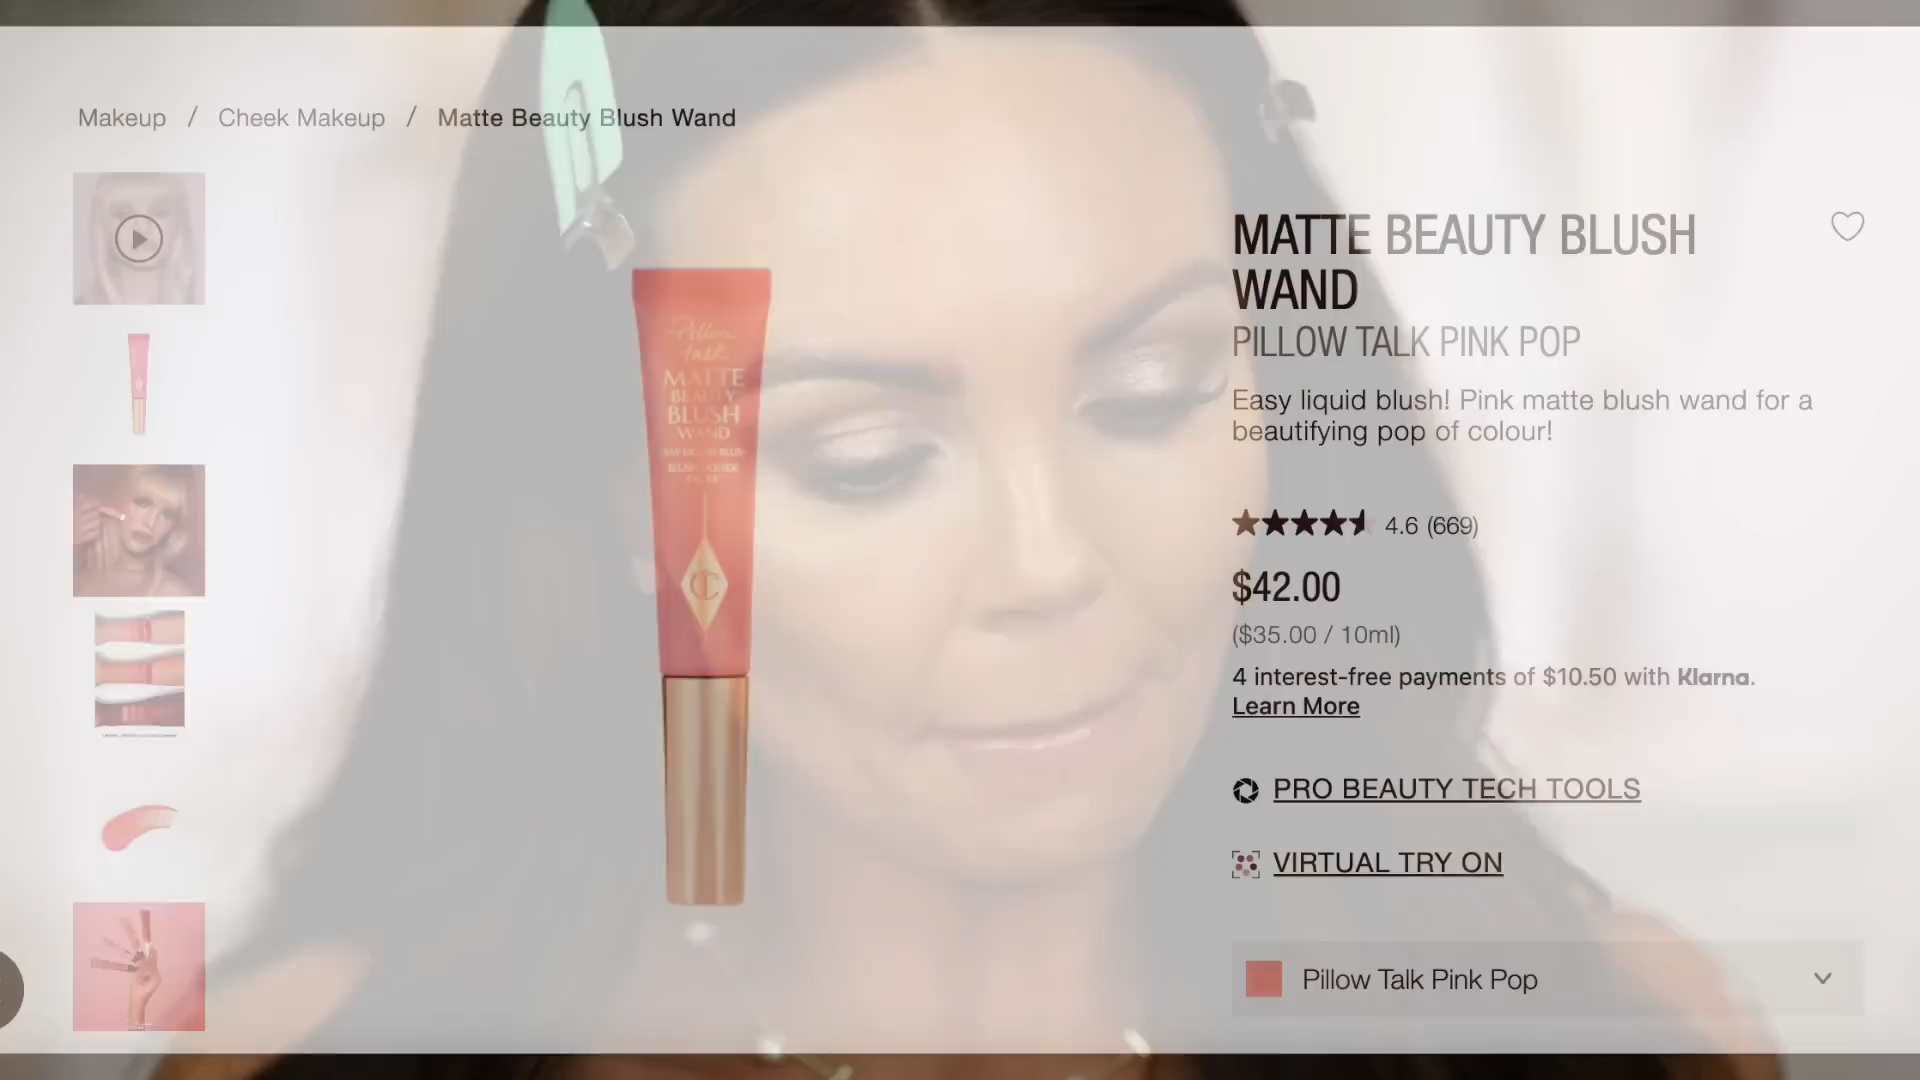 Makeup / Cheek Makeup / Matte Beauty Blush Wand
Pillow
talk
MATTE
BEAUTY
BLUSH
WAND
CC
MATTE BEAUTY BLUSH
WAND
PILLOW TALK PINK POP
Easy liquid blush! Pink matte blush wand for a
beautifying pop of colour!
4.6 (669)
$42.00
($35.00 / 10ml)
4 interest-free payments of $10.50 with Klarna.
Learn More
PRO BEAUTY TECH TOOLS
VIRTUAL TRY ON
Pillow Talk Pink Pop